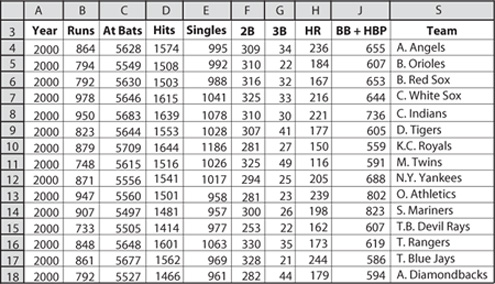 A B C D E F G H J S
3 Year Runs At Bats Hits Singles 2B 3B HR BB + HBP Team
4 2000 864 5628 1574 995 309 34 236 655 A. Angels
5 2000 794 5549 1508 992 310 22 184 607 B. Orioles
6 2000 792 5630 1503 988 316 32 167 653 B. Red Sox
7 2000 978 5646 1615 1041 325 33 216 644 C. White Sox
8 2000 950 5683 1639 1078 310 30 221 736 C. Indians
9 2000 823 5644 1553 1028 307 41 177 605 D. Tigers
10 2000 879 5709 1644 1186 281 27 150 559 K.C. Royals
11 2000 748 5615 1516 1026 325 49 116 591 M. Twins
12 2000 871 5556 1541 1017 294 25 205 688 N.Y. Yankees
13 2000 947 5560 1501 958 281 23 239 802 O. Athletics
14 2000 907 5497 1481 957 300 26 198 823 S. Mariners
15 2000 733 5505 1414 977 253 22 162 607 T.B. Devil Rays
16 2000 848 5648 1601 1063 330 35 173 619 T. Rangers
17 2000 861 5677 1562 969 328 21 244 586 T. Blue Jays
18 2000 792 5527 1466 961 282 44 179 594 A. Diamondbacks